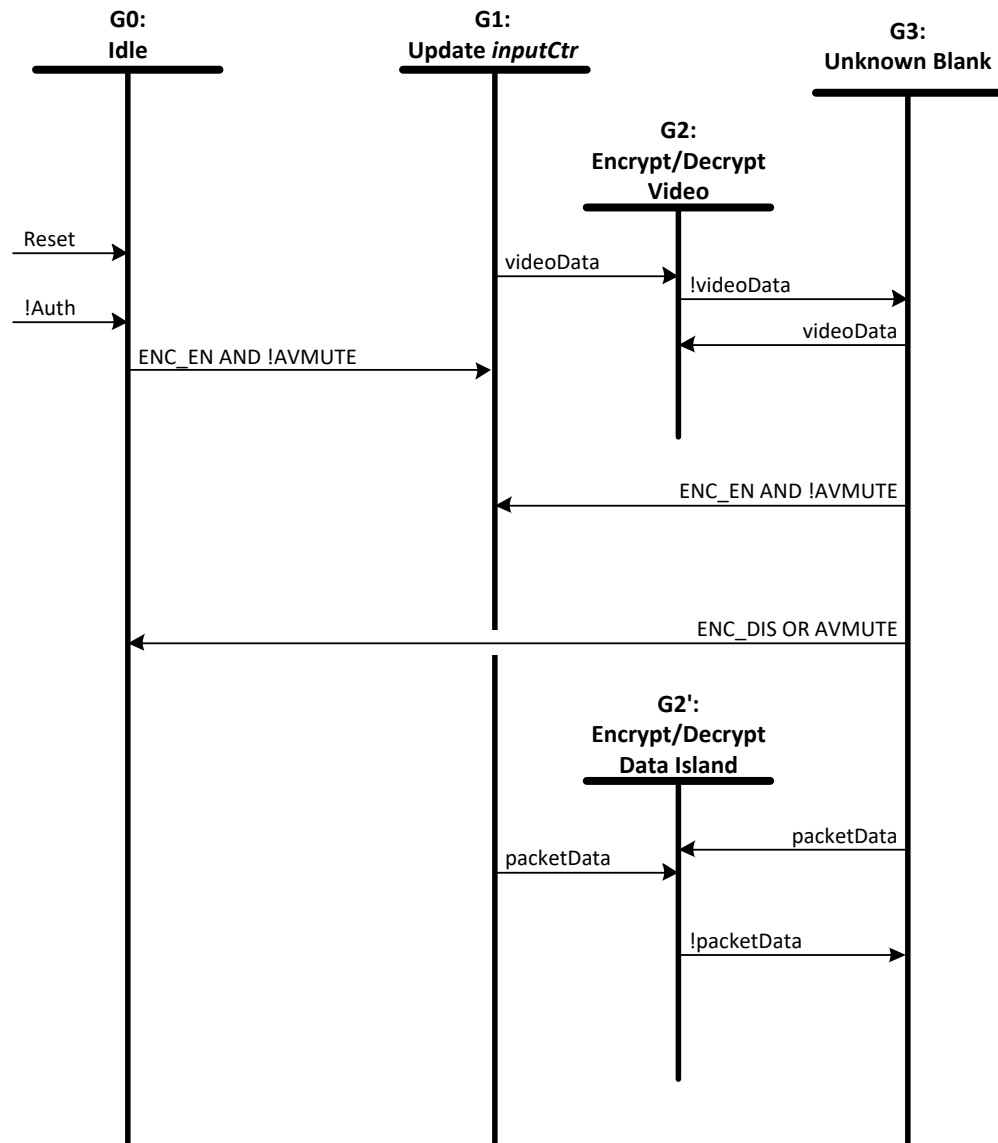 G0:
Idle
G1:
Update inputCtr
G3:
Unknown Blank
G2:
Encrypt/Decrypt
Video
Reset
videoData
!videoData
!Auth
videoData
ENC_EN AND !AVMUTE
ENC_EN AND !AVMUTE
ENC_DIS OR AVMUTE
G2':
Encrypt/Decrypt
Data Island
packetData
packetData
!packetData